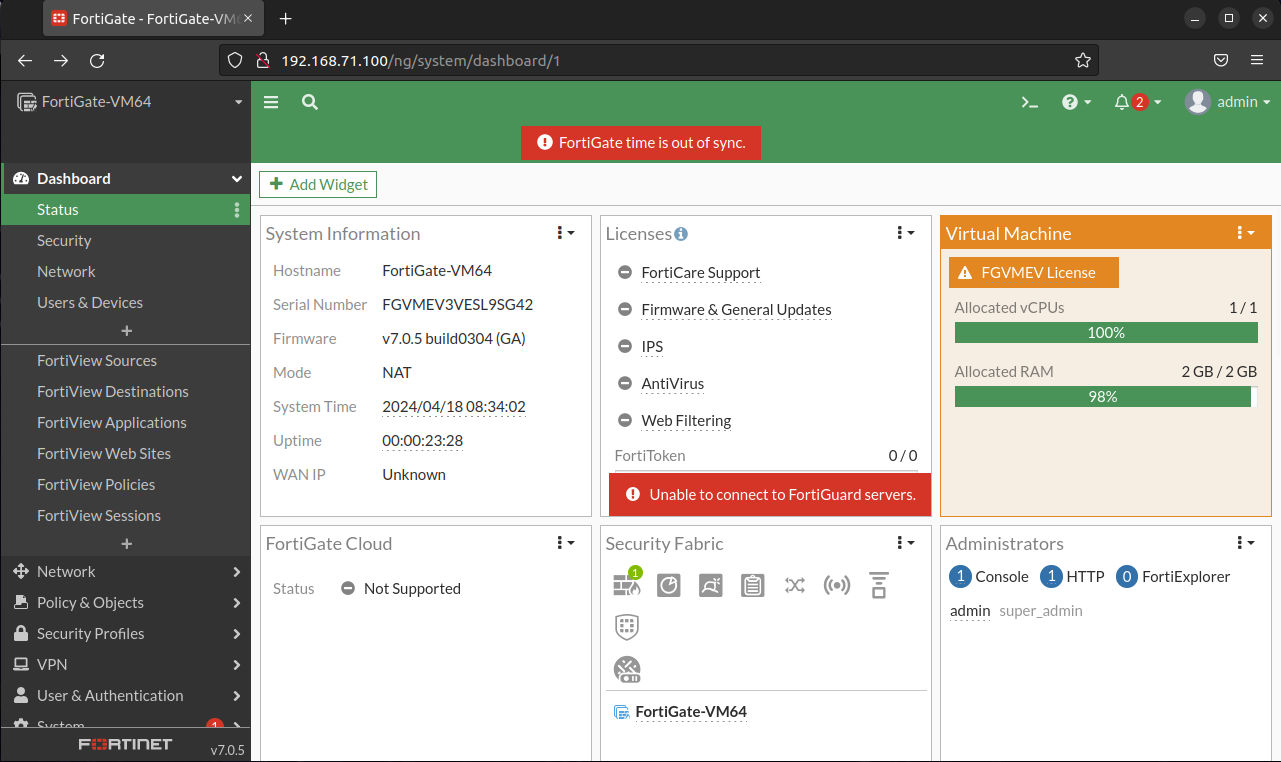 FortiGate - FortiGate-VM
192.168.71.100/ng/system/dashboard/1
FortiGate-VM64
2
admin
FortiGate time is out of sync.
Dashboard
Status
Security
Network
Users & Devices
+
FortiView Sources
FortiView Destinations
FortiView Applications
FortiView Web Sites
FortiView Policies
FortiView Sessions
+
Network
Policy & Objects
Security Profiles
VPN
User & Authentication
System 1
FORTINET v7.0.5
+ Add Widget
System Information
Hostname FortiGate-VM64
Serial Number FGVMEV3VESL9SG42
Firmware v7.0.5 build0304 (GA)
Mode NAT
System Time 2024/04/18 08:34:02
Uptime 00:00:23:28
WAN IP Unknown
Licenses
FortiCare Support
Firmware & General Updates
IPS
AntiVirus
Web Filtering
FortiToken 0 / 0
Unable to connect to FortiGuard servers.
Virtual Machine
FGVMEV License
Allocated vCPUs 1 / 1
100%
Allocated RAM 2 GB / 2 GB
98%
FortiGate Cloud
Status Not Supported
Security Fabric
1
FortiGate-VM64
Administrators
1 Console 1 HTTP 0 FortiExplorer
admin super_admin